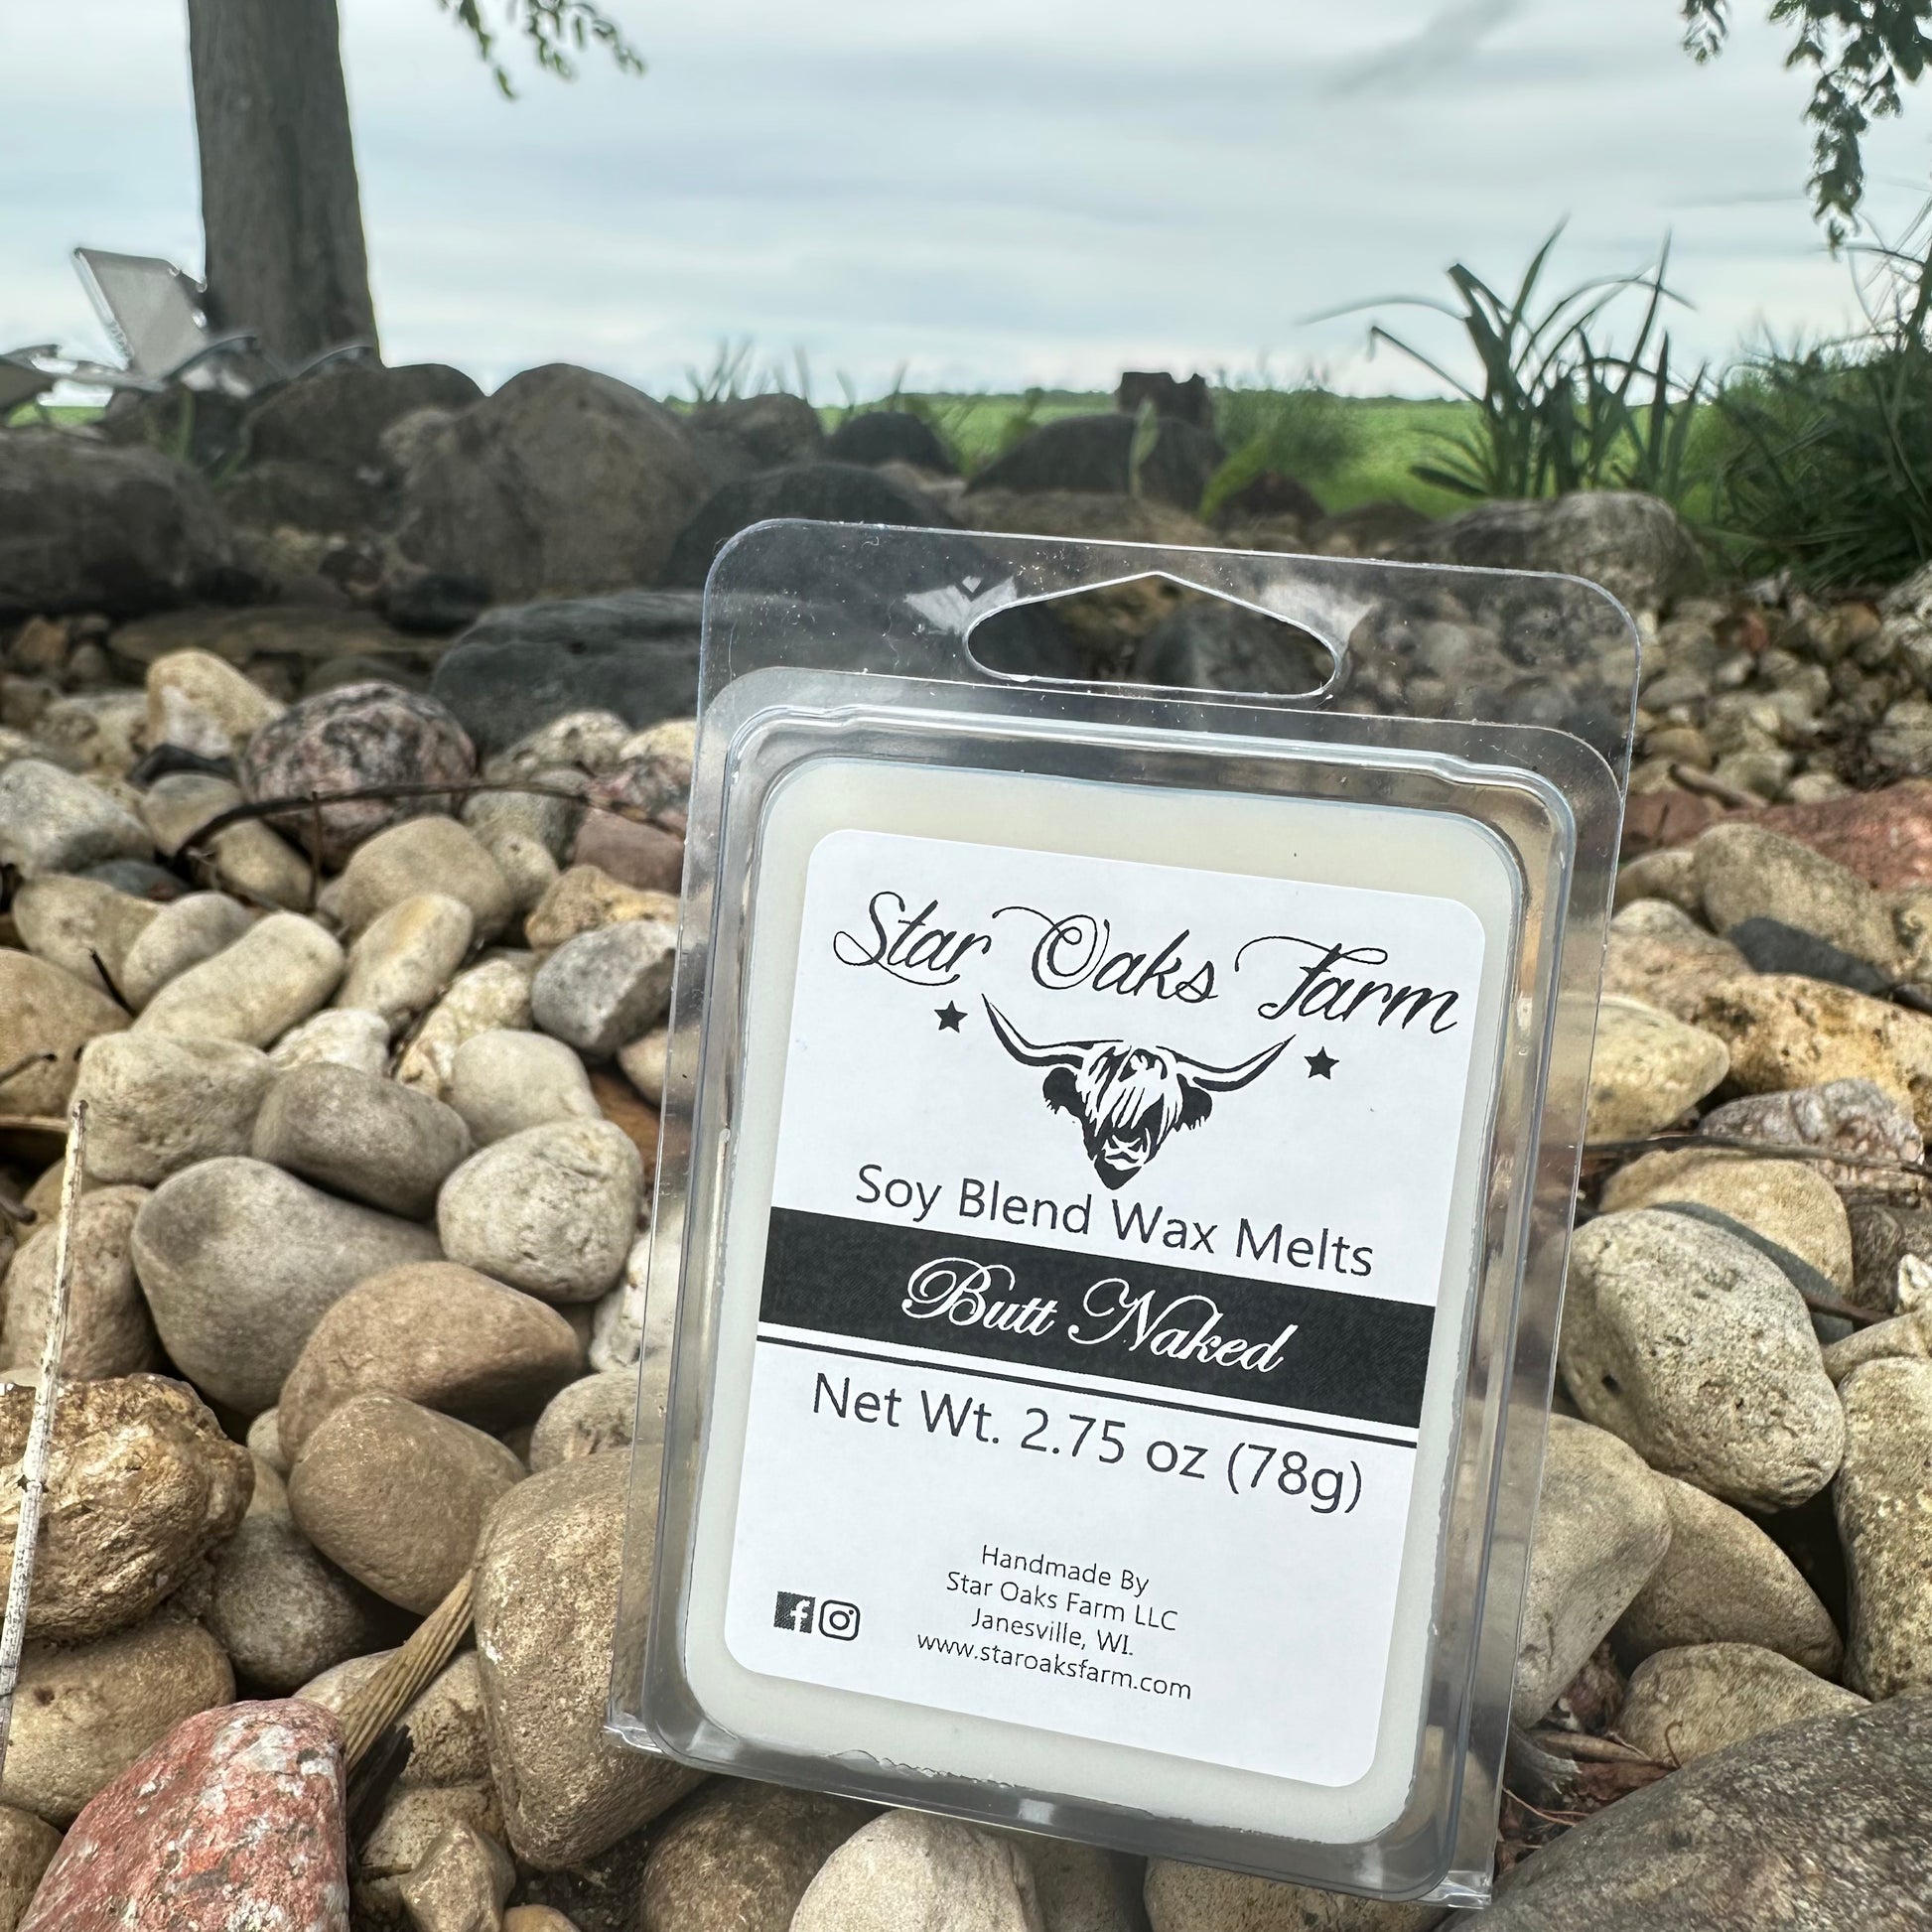 Star Oaks Farm
Soy Blend Wax Melts
Butt Naked
Net Wt. 2.75 oz (78g)
Handmade By
Star Oaks Farm LLC
Janesville, WI.
www.staroaksfarm.com